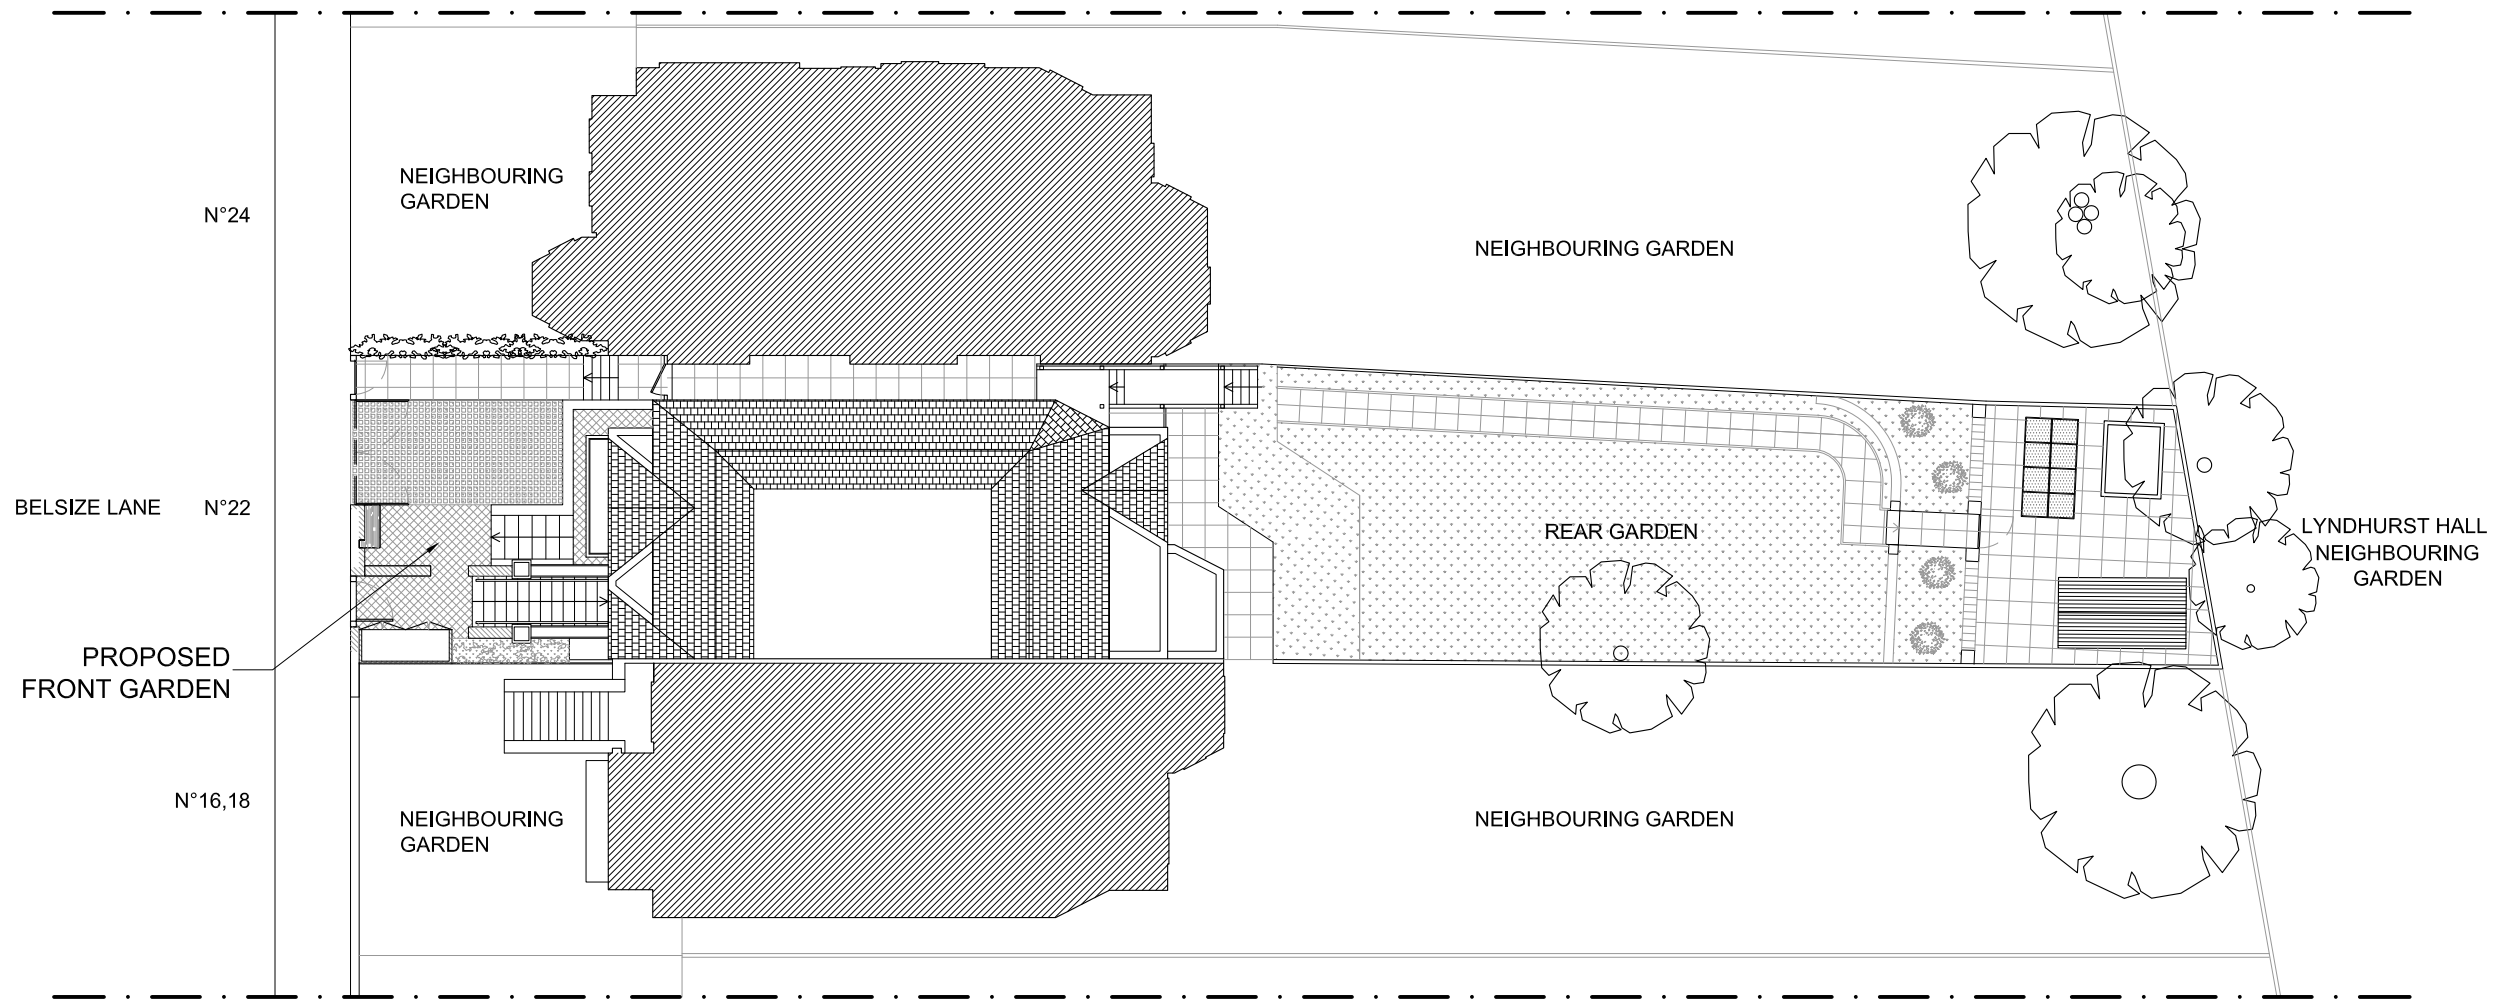 NEIGHBOURING
GARDEN
N°24
NEIGHBOURING GARDEN
BELSIZE LANE
N°22
REAR GARDEN
LYNDHURST HALL
NEIGHBOURING
GARDEN
PROPOSED
FRONT GARDEN
N°16,18
NEIGHBOURING
GARDEN
NEIGHBOURING GARDEN